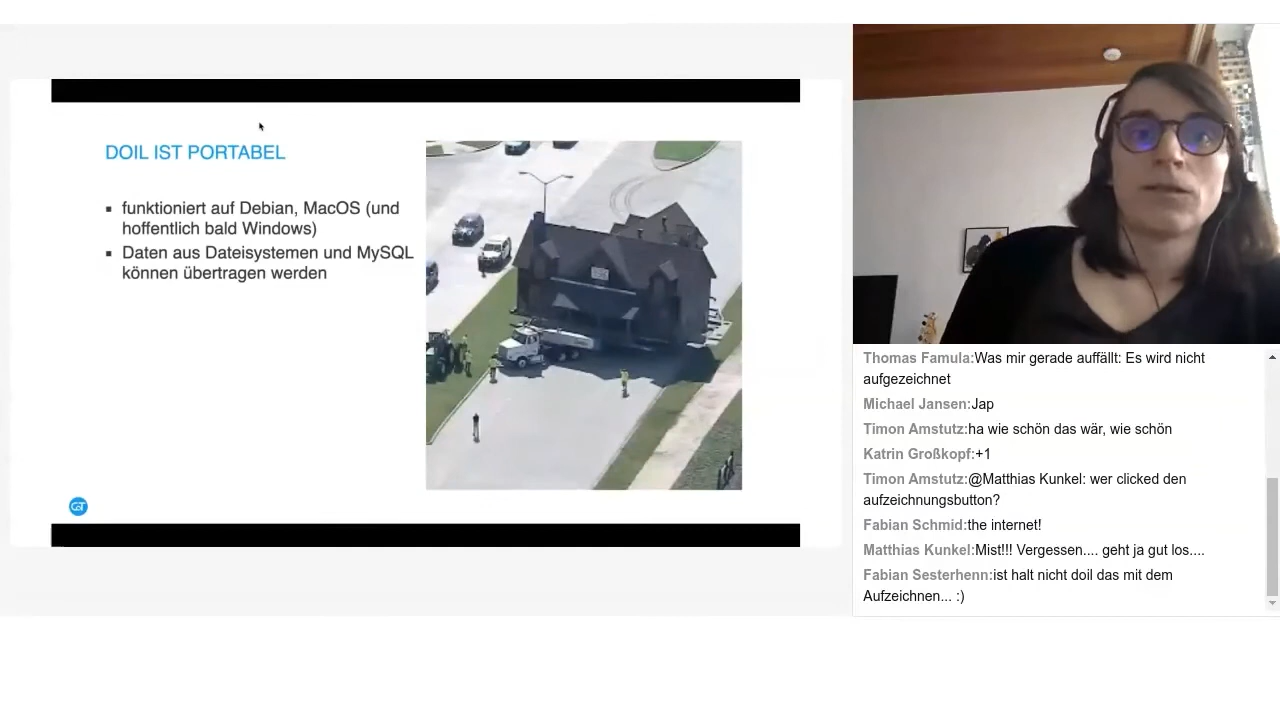 DOIL IST PORTABEL
▪ funktioniert auf Debian, MacOS (und
hoffentlich bald Windows)
▪ Daten aus Dateisystemen und MySQL
können übertragen werden
Thomas Famula:Was mir gerade auffällt: Es wird nicht
aufgezeichnet
Michael Jansen:Jap
Timon Amstutz:ha wie schön das wär, wie schön
Katrin Großkopf:+1
Timon Amstutz:@Matthias Kunkel: wer clicked den
aufzeichnungsbutton?
Fabian Schmid:the internet!
Matthias Kunkel:Mist!!! Vergessen.... geht ja gut los....
Fabian Sesterhenn:ist halt nicht doil das mit dem
Aufzeichnen... :)